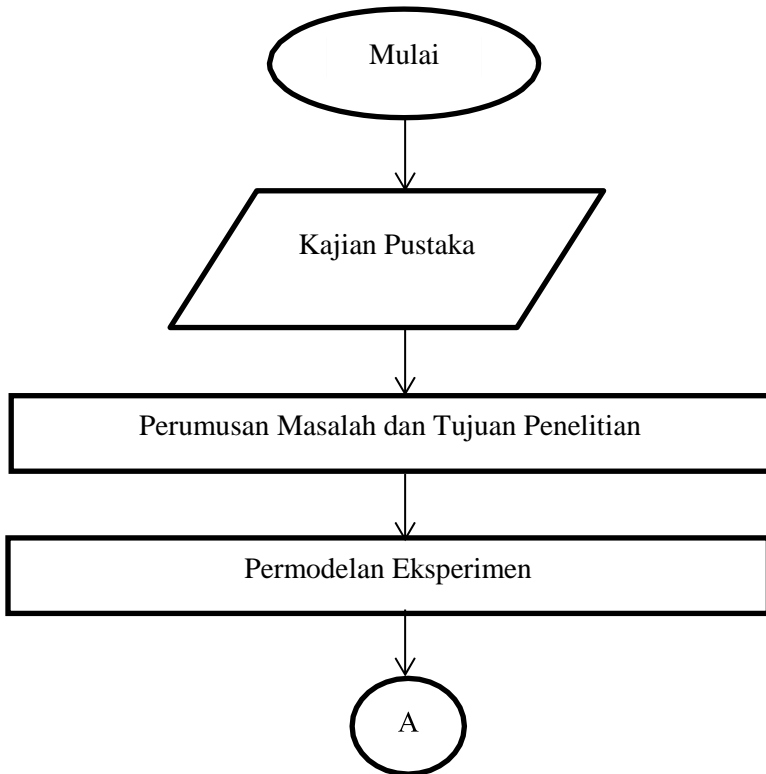 Mulai
Kajian Pustaka
Perumusan Masalah dan Tujuan Penelitian
Permodelan Eksperimen
A